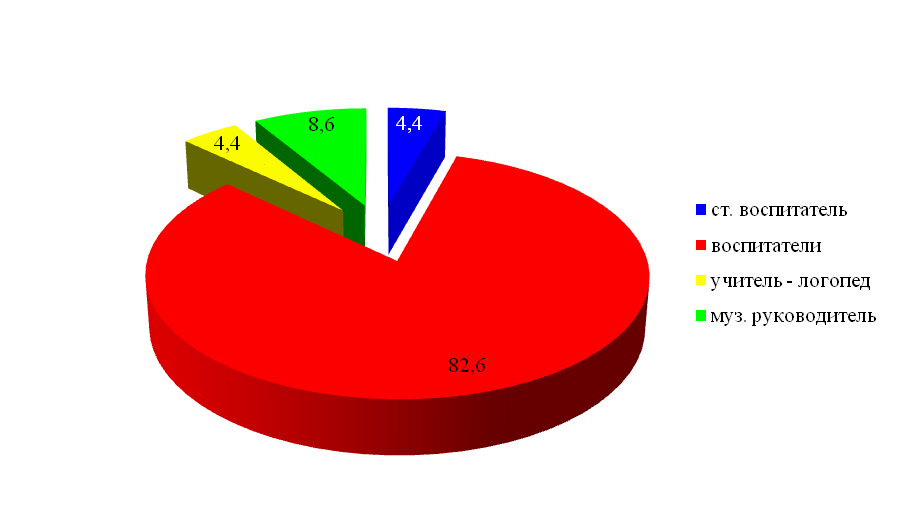 4,4
8,6
4,4
82,6
ст. воспитатель
воспитатели
учитель - логопед
муз. руководитель